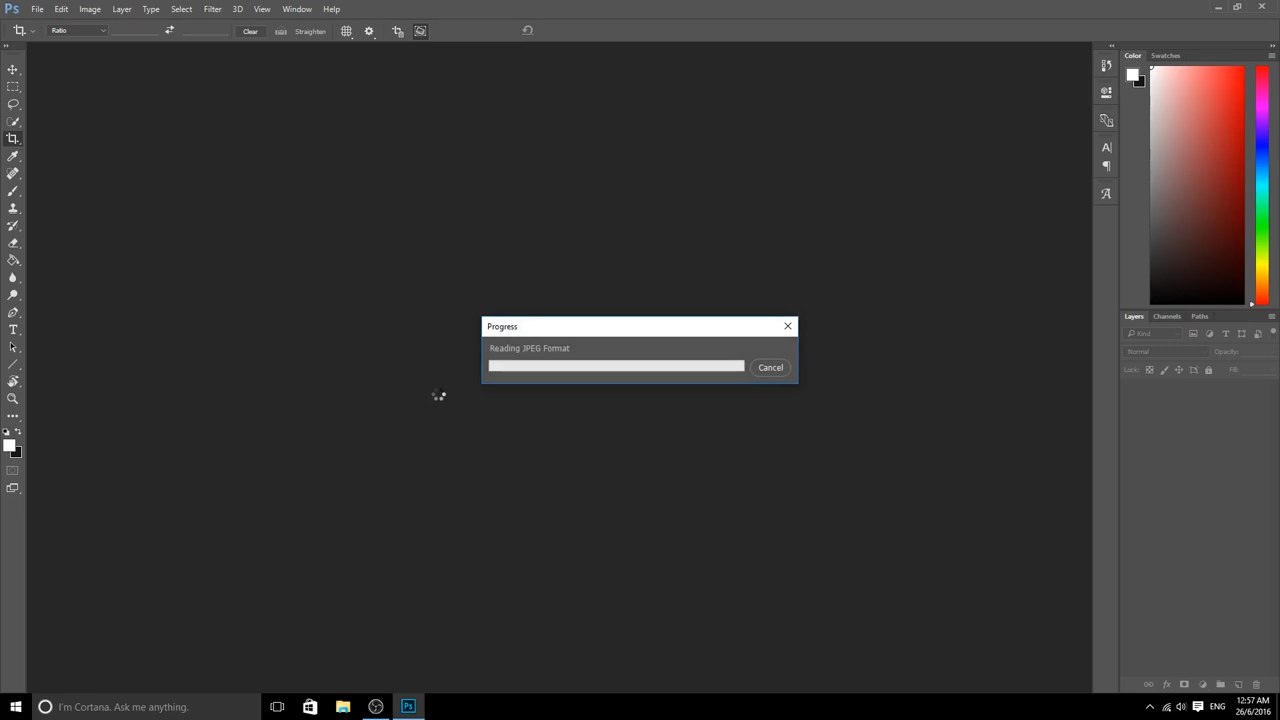 Ps File Edit Image Layer Type Select Filter 3D View Window Help
Ratio Clear Straighten
Color Swatches
A|
Progress
Reading JPEG Format
Cancel
Layers Channels Paths
Kind
Normal Opacity:
Lock: Fill:
I'm Cortana. Ask me anything.
Ps
ENG
12:57 AM
26/6/2016